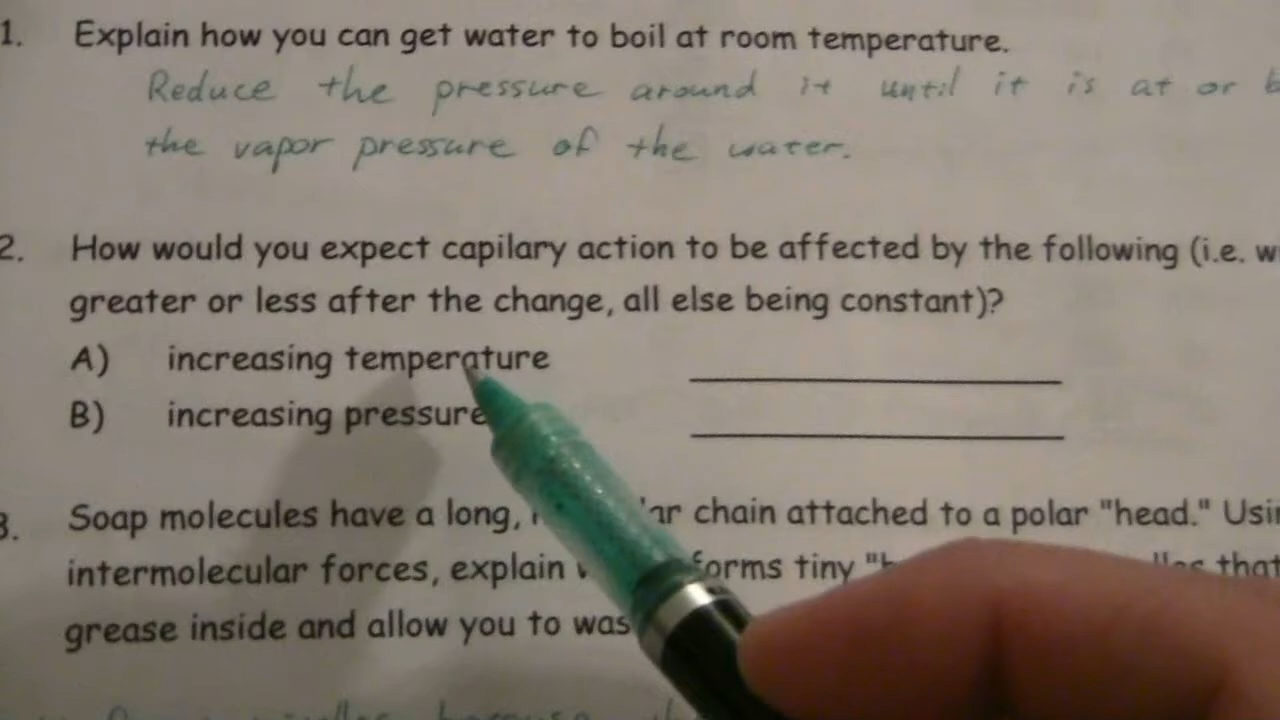 1. Explain how you can get water to boil at room temperature.
Reduce the pressure around it until it is at or
the vapor pressure of the water.
2. How would you expect capilary action to be affected by the following (i.e.
greater or less after the change, all else being constant)?
A) increasing temperature
B) increasing pressure
3. Soap molecules have a long, chain attached to a polar "head."
intermolecular forces, explain forms tiny that
grease inside and allow you to
because